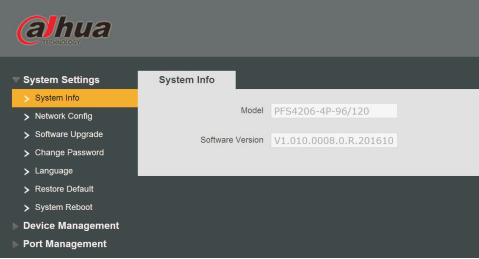 alhua
TECHNOLOGY
System Settings
System Info
Network Config
Software Upgrade
Change Password
Language
Restore Default
System Reboot
Device Management
Port Management
System Info
Model PFS4206-4P-96/120
Software Version V1.010.0008.0.R.201610